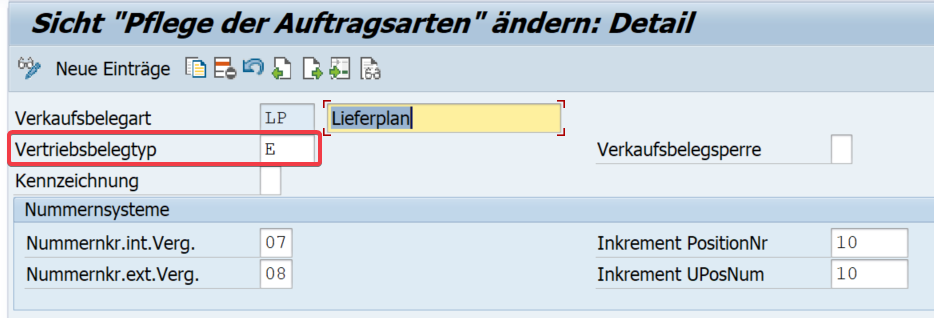 Sicht "Pflege der Auftragsarten" ändern: Detail
Neue Einträge
Verkaufsbelegart LP Lieferplan
Vertriebsbelegtyp E Verkaufsbelegsperre
Kennzeichnung
Nummernsysteme
Nummernkr.int.Verg. 07 Inkrement PositionNr 10
Nummernkr.ext.Verg. 08 Inkrement UPosNum 10